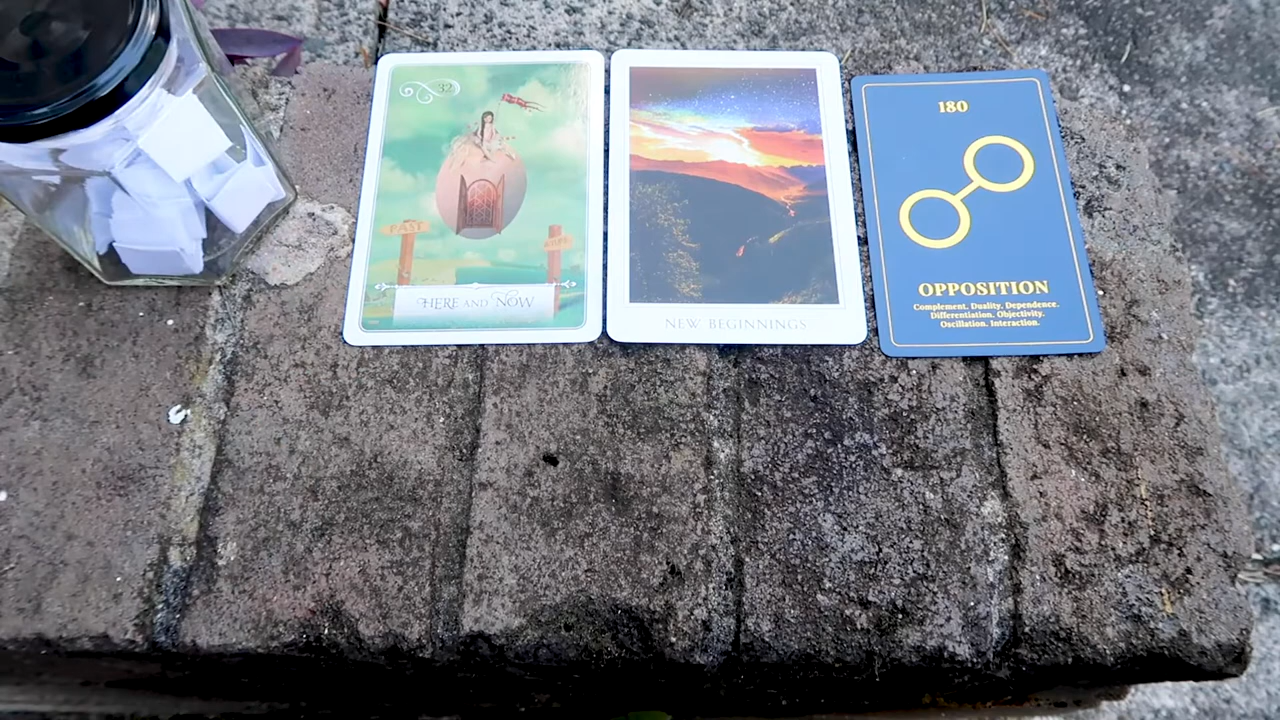 32
PAST
HERE AND NOW
NEW BEGINNINGS
180
OPPOSITION
Complement. Duality. Dependence.
Differentiation. Objectivity.
Oscillation. Interaction.